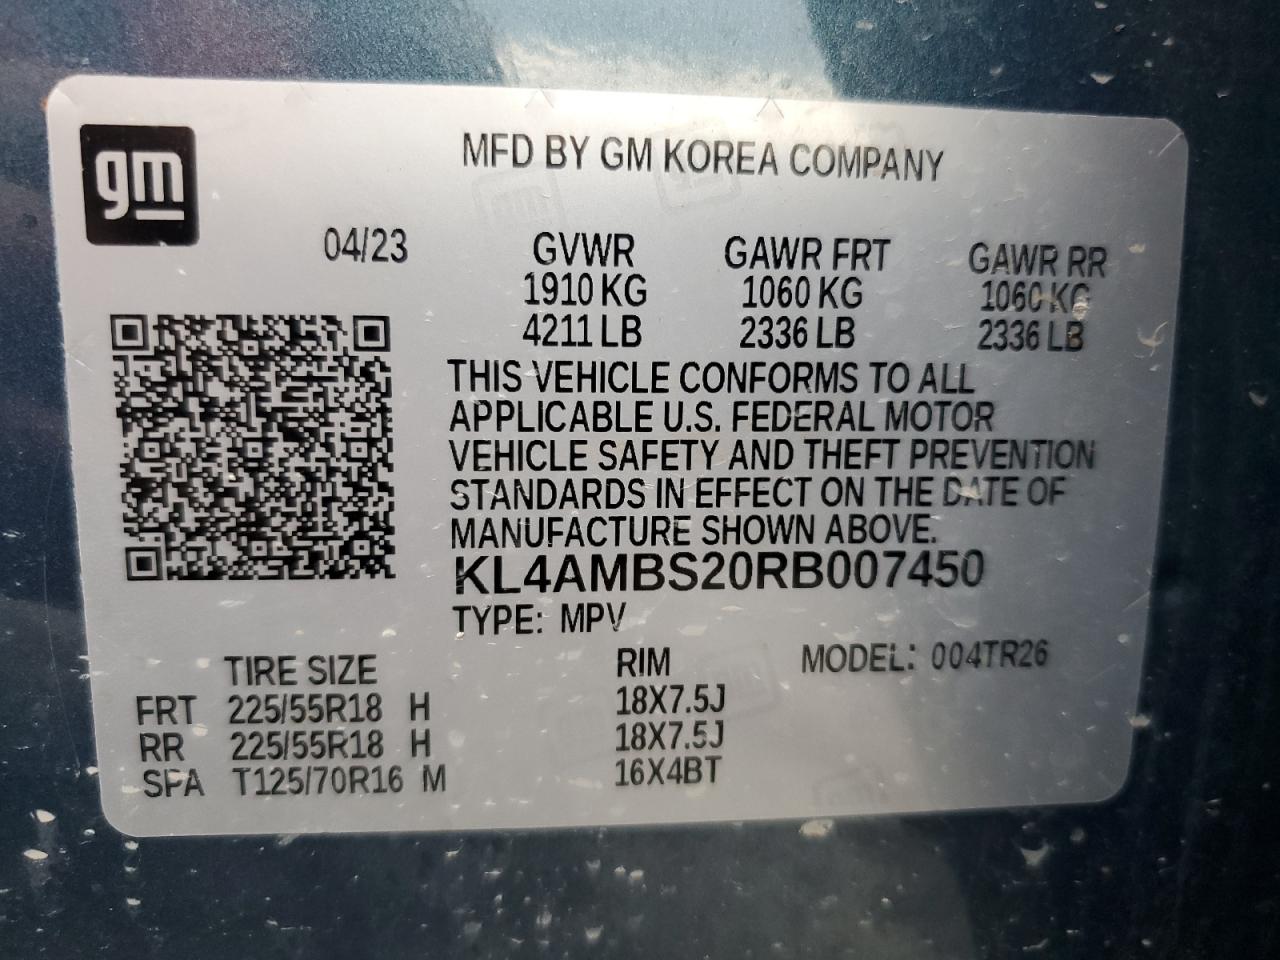 gm
MFD BY GM KOREA COMPANY
04/23 GVWR GAWR FRT GAWR RR
1910 KG 1060 KG 1060 KG
4211 LB 2336 LB 2336 LB
THIS VEHICLE CONFORMS TO ALL
APPLICABLE U.S. FEDERAL MOTOR
VEHICLE SAFETY AND THEFT PREVENTION
STANDARDS IN EFFECT ON THE DATE OF
MANUFACTURE SHOWN ABOVE.
KL4AMBS20RB007450
TYPE: MPV
TIRE SIZE RIM MODEL: 004TR26
FRT 225/55R18 H 18X7.5J
RR 225/55R18 H 18X7.5J
SPA T125/70R16 M 16X4BT